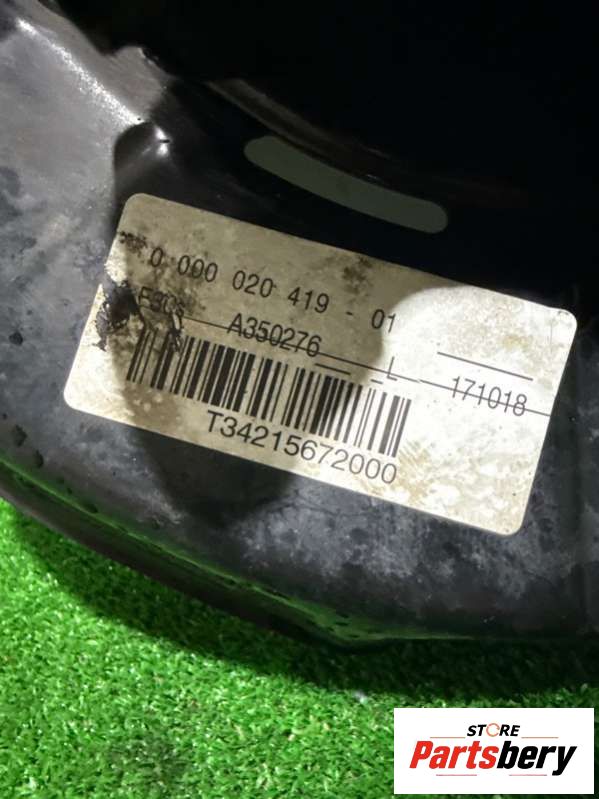 0 000 020 419 - 01
A350276 L 171018
T34215672000
STORE
Partsbery